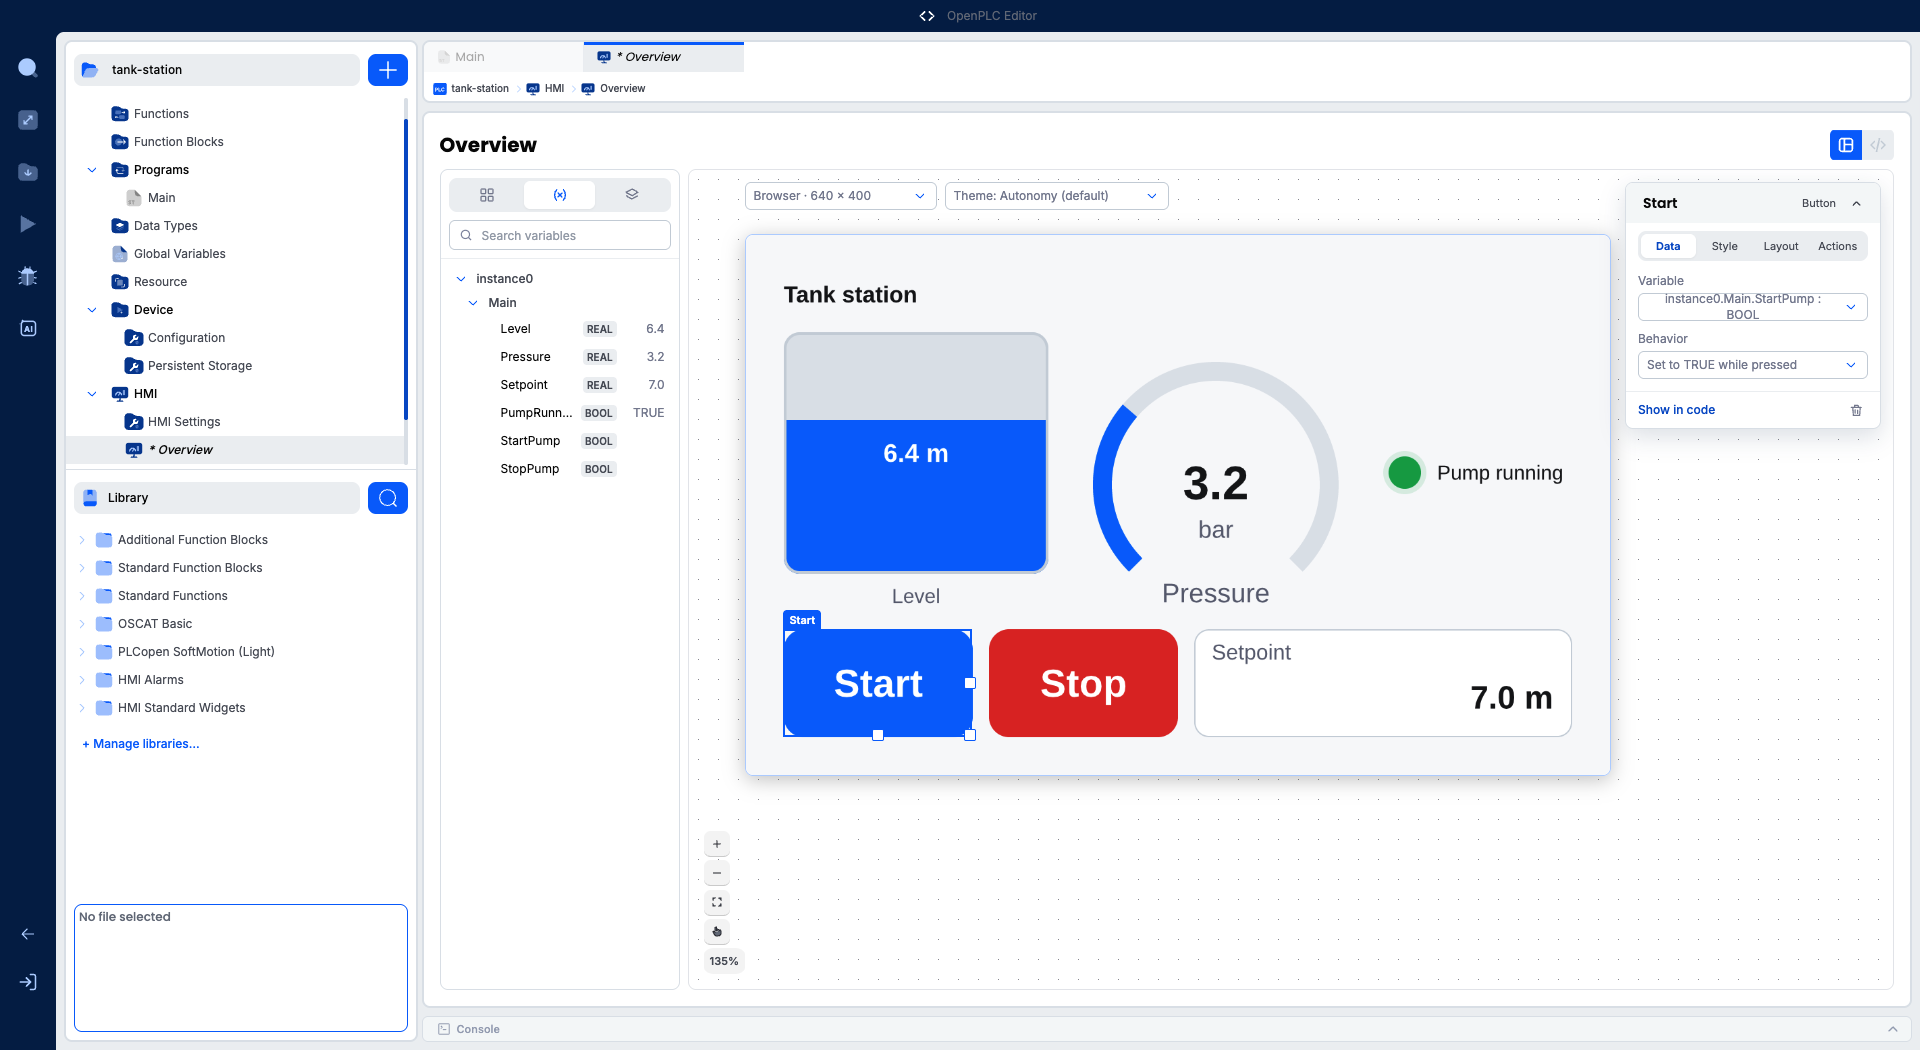 OpenPLC Editor
tank-station
Functions
Function Blocks
Programs
Main
Data Types
Global Variables
Resource
Device
Configuration
Persistent Storage
HMI
HMI Settings
* Overview
Library
Additional Function Blocks
Standard Function Blocks
Standard Functions
OSCAT Basic
PLCopen SoftMotion (Light)
HMI Alarms
HMI Standard Widgets
+ Manage libraries...
No file selected
Main
* Overview
tank-station
HMI
Overview
Overview
Search variables
instance0
Main
Level REAL 6.4
Pressure REAL 3.2
Setpoint REAL 7.0
PumpRunn... BOOL TRUE
StartPump BOOL
StopPump BOOL
Browser · 640 × 400
Theme: Autonomy (default)
Tank station
6.4 m
Level
3.2
bar
Pressure
Pump running
Start
Start
Stop
Setpoint
7.0 m
135%
Start
Button
Data
Style
Layout
Actions
Variable
instance0.Main.StartPump :
BOOL
Behavior
Set to TRUE while pressed
Show in code
Console